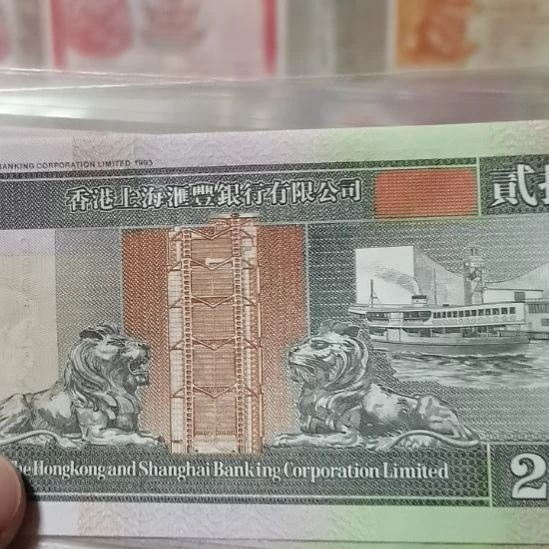 BANKING CORPORATION LIMITED 1993
香港上海滙豐銀行有限公司
貳
The Hongkong and Shanghai Banking Corporation Limited
2